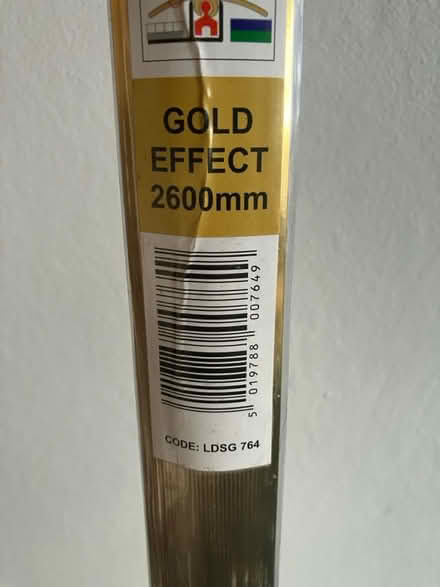 GOLD
EFFECT
2600mm
5 019788 007649
CODE: LDSG 764